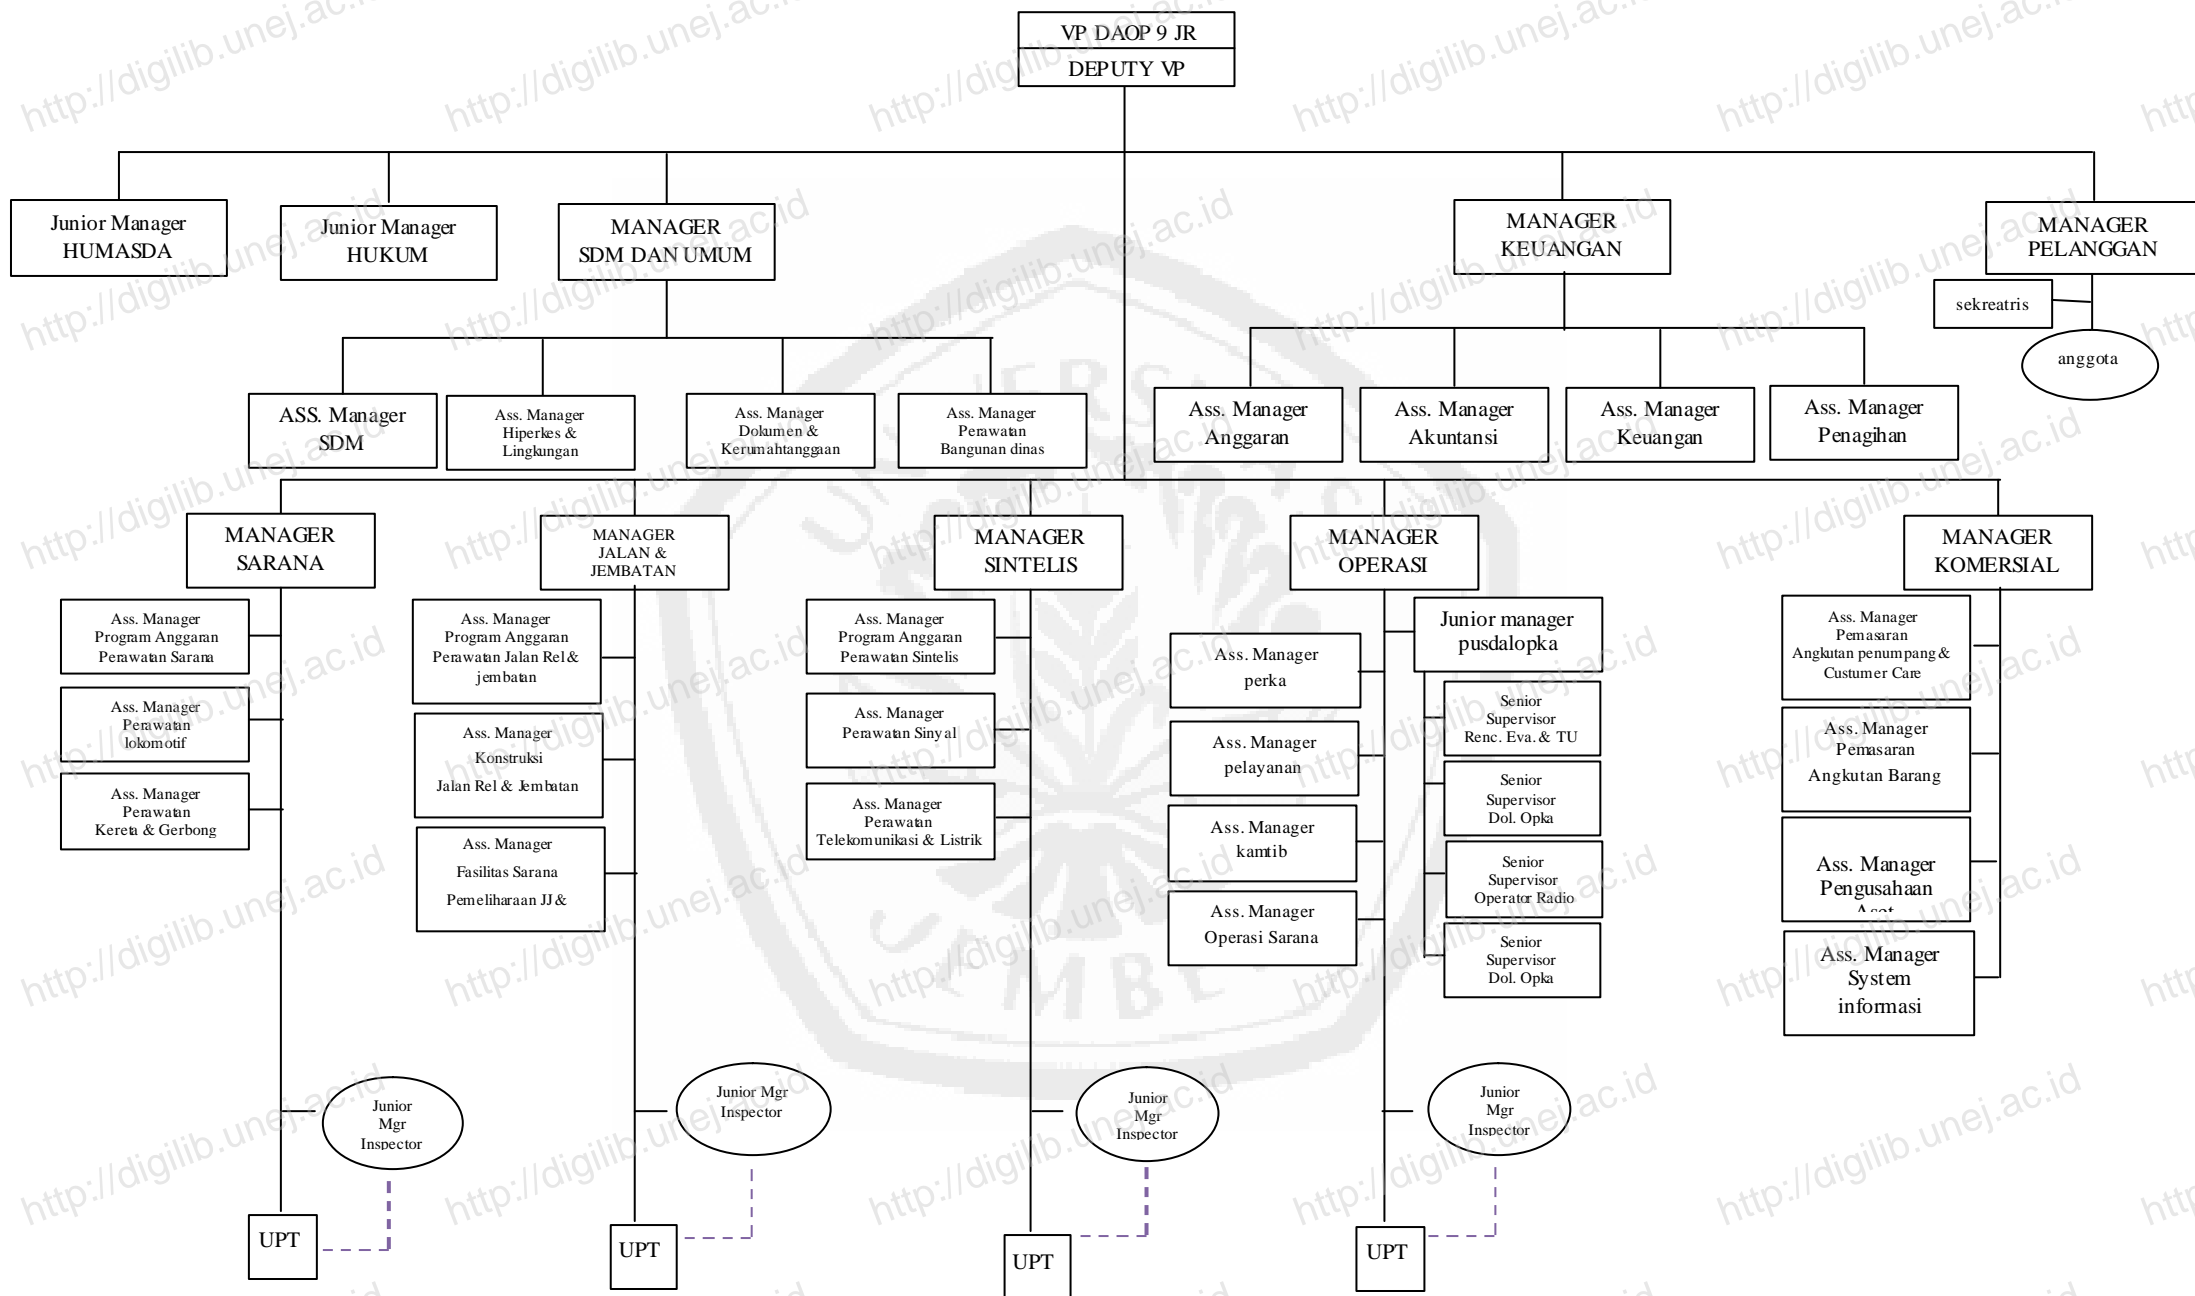 VP DAOP 9 JR
DEPUTY VP
Junior Manager
HUMASDA
Junior Manager
HUKUM
MANAGER
SDM DAN UMUM
MANAGER
KEUANGAN
MANAGER
PELANGGAN
sekreatris
anggota
ASS. Manager
SDM
Ass. Manager
Hiperkes &
Lingkungan
Ass. Manager
Dokumen &
Kerumahtanggaan
Ass. Manager
Perawatan
Bangunan dinas
Ass. Manager
Anggaran
Ass. Manager
Akuntansi
Ass. Manager
Keuangan
Ass. Manager
Penagihan
MANAGER
SARANA
MANAGER
JALAN &
JEMBATAN
MANAGER
SINTELIS
MANAGER
OPERASI
MANAGER
KOMERSIAL
Ass. Manager
Program Anggaran
Perawatan Sarana
Ass. Manager
Perawatan
lokomotif
Ass. Manager
Perawatan
Kereta & Gerbong
Ass. Manager
Program Anggaran
Perawatan Jalan Rel &
jembatan
Ass. Manager
Konstruksi
Jalan Rel & Jembatan
Ass. Manager
Fasilitas Sarana
Pemeliharaan JJ &
Ass. Manager
Program Anggaran
Perawatan Sintelis
Ass. Manager
Perawatan Sinyal
Ass. Manager
Perawatan
Telekomunikasi & Listrik
Ass. Manager
perka
Ass. Manager
pelayanan
Ass. Manager
kamtib
Ass. Manager
Operasi Sarana
Junior manager
pusdalopka
Senior
Supervisor
Renc. Eva. & TU
Senior
Supervisor
Dol. Opka
Senior
Supervisor
Operator Radio
Senior
Supervisor
Dol. Opka
Ass. Manager
Pemasaran
Angkutan penumpang &
Custumer Care
Ass. Manager
Pemasaran
Angkutan Barang
Ass. Manager
Pengusahaan
Aset
Ass. Manager
System
informasi
Junior
Mgr
Inspector
Junior Mgr
Inspector
Junior
Mgr
Inspector
Junior
Mgr
Inspector
UPT
UPT
UPT
UPT
UNIVERSITAS
JEMBER
http://digilib.unej.ac.id